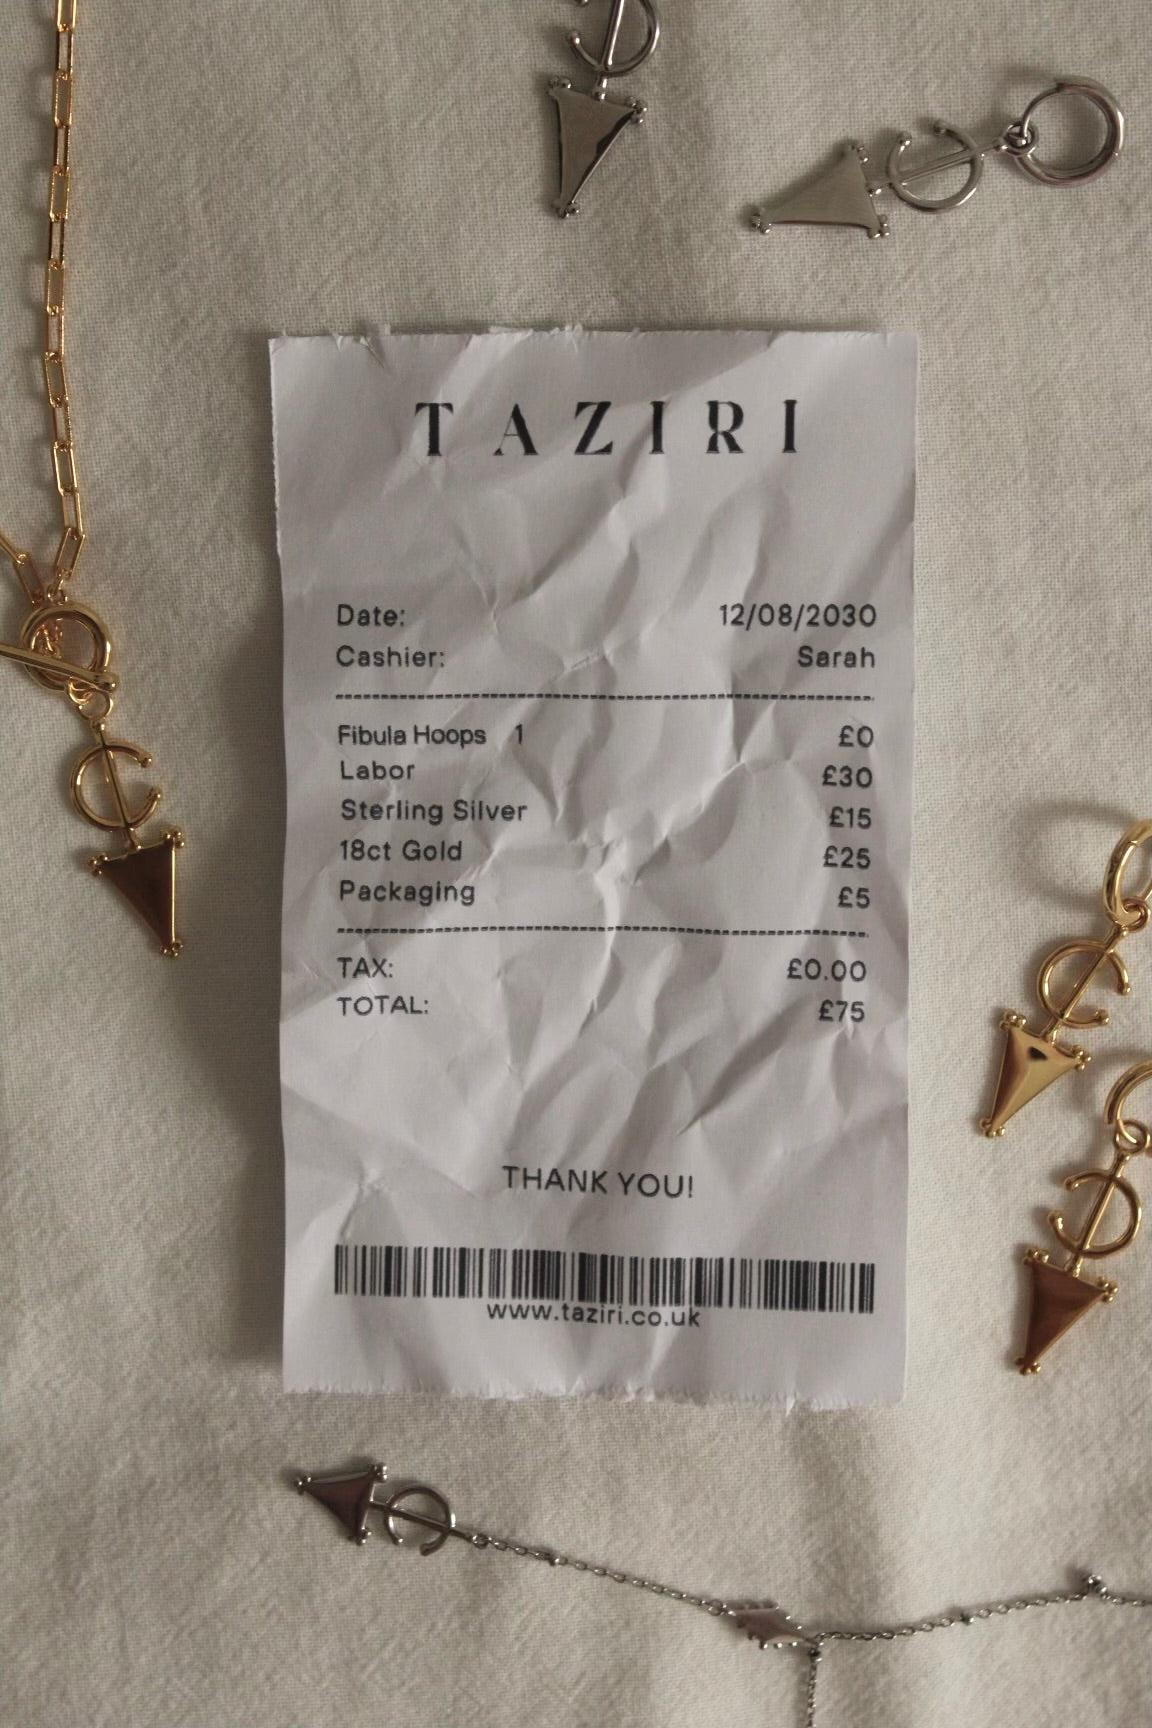 TAZIRI
Date: 12/08/2030
Cashier: Sarah
Fibula Hoops 1 £0
Labor £30
Sterling Silver £15
18ct Gold £25
Packaging £5
TAX: £0.00
TOTAL: £75
THANK YOU!
www.taziri.co.uk